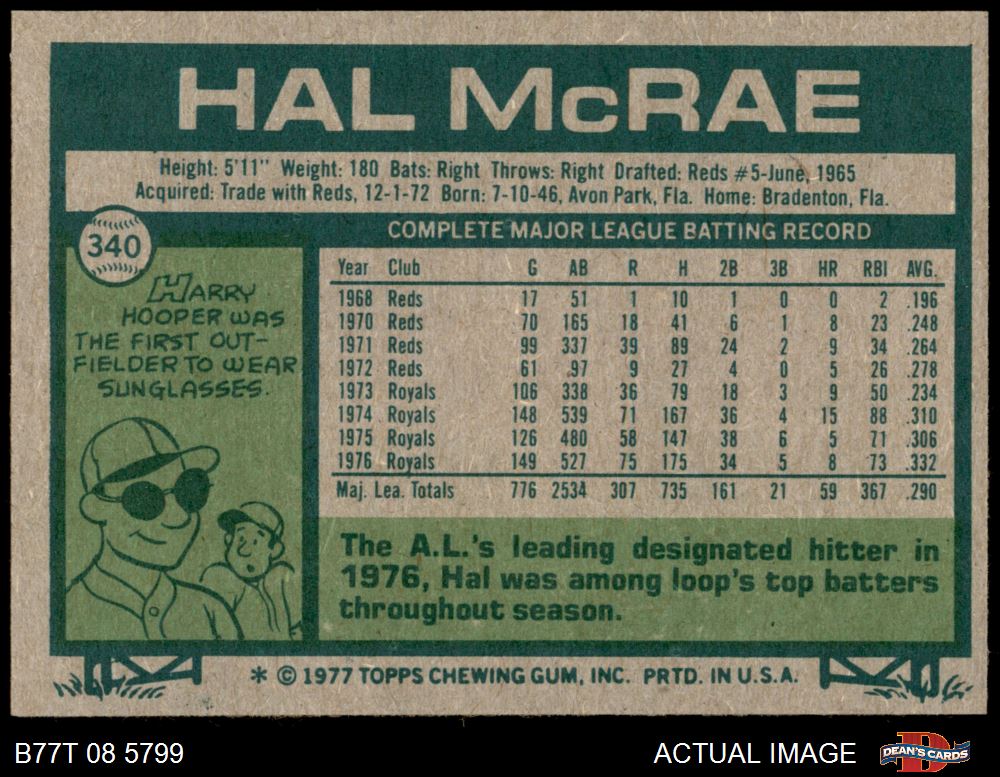 HAL McRAE
Height: 5'11" Weight: 180 Bats: Right Throws: Right Drafted: Reds #5-June, 1965
Acquired: Trade with Reds, 12-1-72 Born: 7-10-46, Avon Park, Fla. Home: Bradenton, Fla.
340
HARRY
HOOPER WAS
THE FIRST OUT-
FIELDER TO WEAR
SUNGLASSES.
COMPLETE MAJOR LEAGUE BATTING RECORD
Year Club G AB R H 2B 3B HR RBI AVG.
1968 Reds 17 51 1 10 1 0 0 2 .196
1970 Reds 70 165 18 41 6 1 8 23 .248
1971 Reds 99 337 39 89 24 2 9 34 .264
1972 Reds 61 97 9 27 4 0 5 26 .278
1973 Royals 106 338 36 79 18 3 9 50 .234
1974 Royals 148 539 71 167 36 4 15 88 .310
1975 Royals 126 480 58 147 38 6 5 71 .306
1976 Royals 149 527 75 175 34 5 8 73 .332
Maj. Lea. Totals 776 2534 307 735 161 21 59 367 .290
The A.L.'s leading designated hitter in
1976, Hal was among loop's top batters
throughout season.
* © 1977 TOPPS CHEWING GUM, INC. PRTD. IN U.S.A.
B77T 08 5799
ACTUAL IMAGE
DEAN'S CARDS